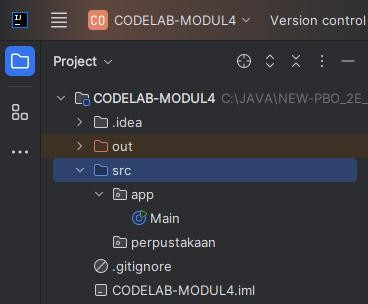 IJ CO CODELAB-MODUL4 Version control
Project
CODELAB-MODUL4 C:\JAVA\NEW-PBO_2E_
.idea
out
src
app
Main
perpustakaan
.gitignore
CODELAB-MODUL4.iml